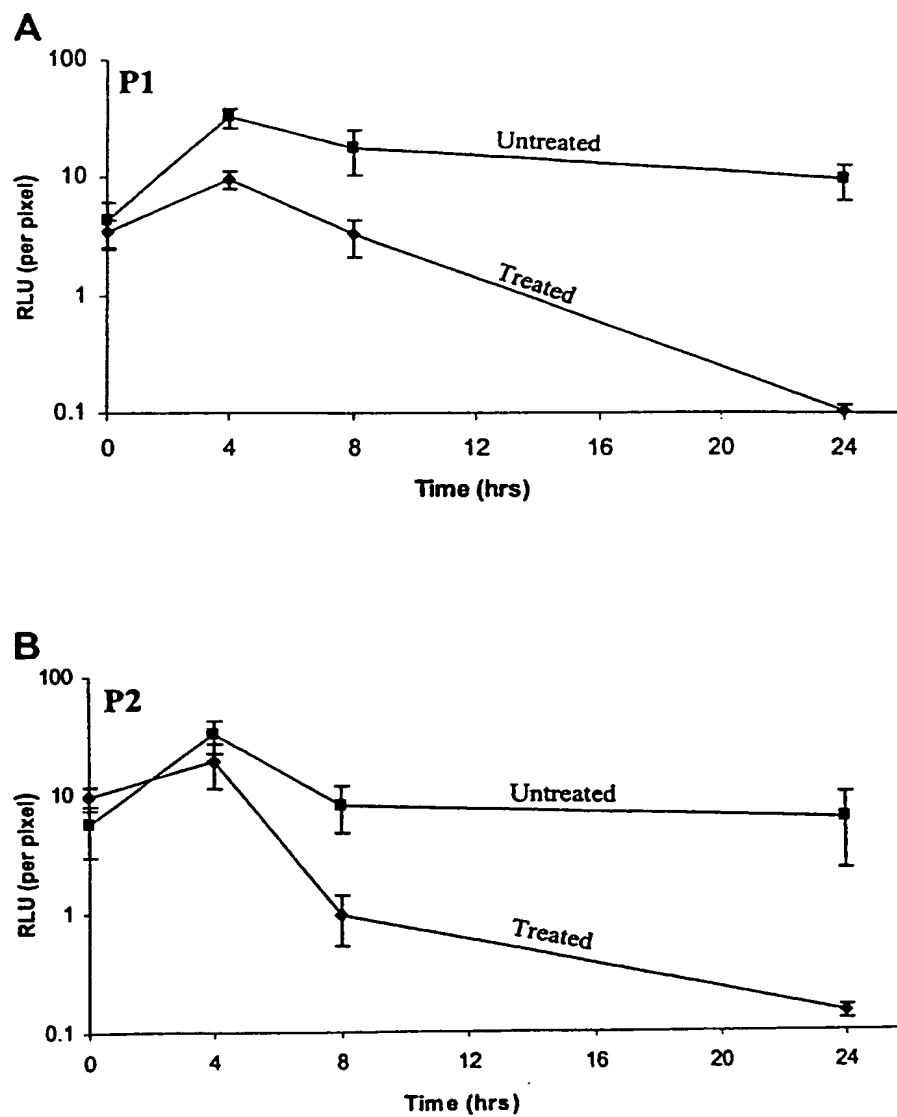 A
P1
100
10
1
0.1
RLU (per pixel)
Untreated
Treated
0 4 8 12 16 20 24
Time (hrs)
B
P2
100
10
1
0.1
RLU (per pixel)
Untreated
Treated
0 4 8 12 16 20 24
Time (hrs)